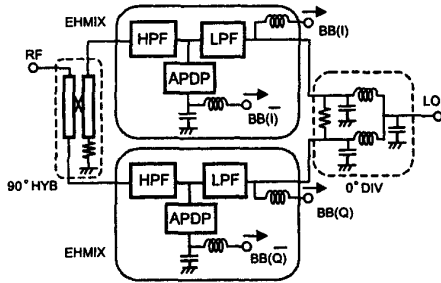 EHMIX
HPF
LPF
BB(I)
RF
APDP
BB(I̅)
LO
HPF
LPF
0° DIV
90° HYB
APDP
BB(Q)
EHMIX
BB(Q̅)